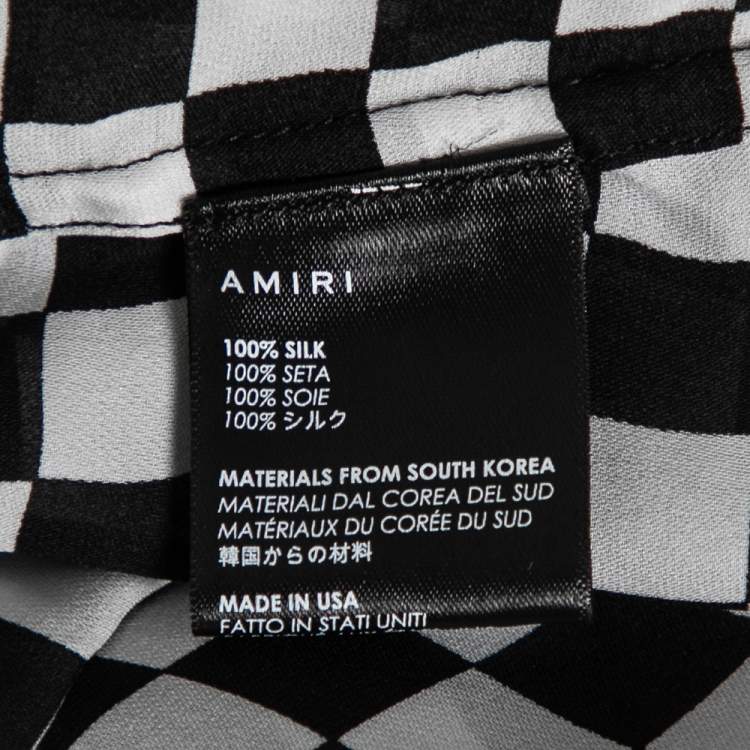 AMIRI
100% SILK
100% SETA
100% SOIE
100% シルク
MATERIALS FROM SOUTH KOREA
MATERIALI DAL COREA DEL SUD
MATÉRIAUX DU CORÉE DU SUD
韓国からの材料
MADE IN USA
FATTO IN STATI UNITI